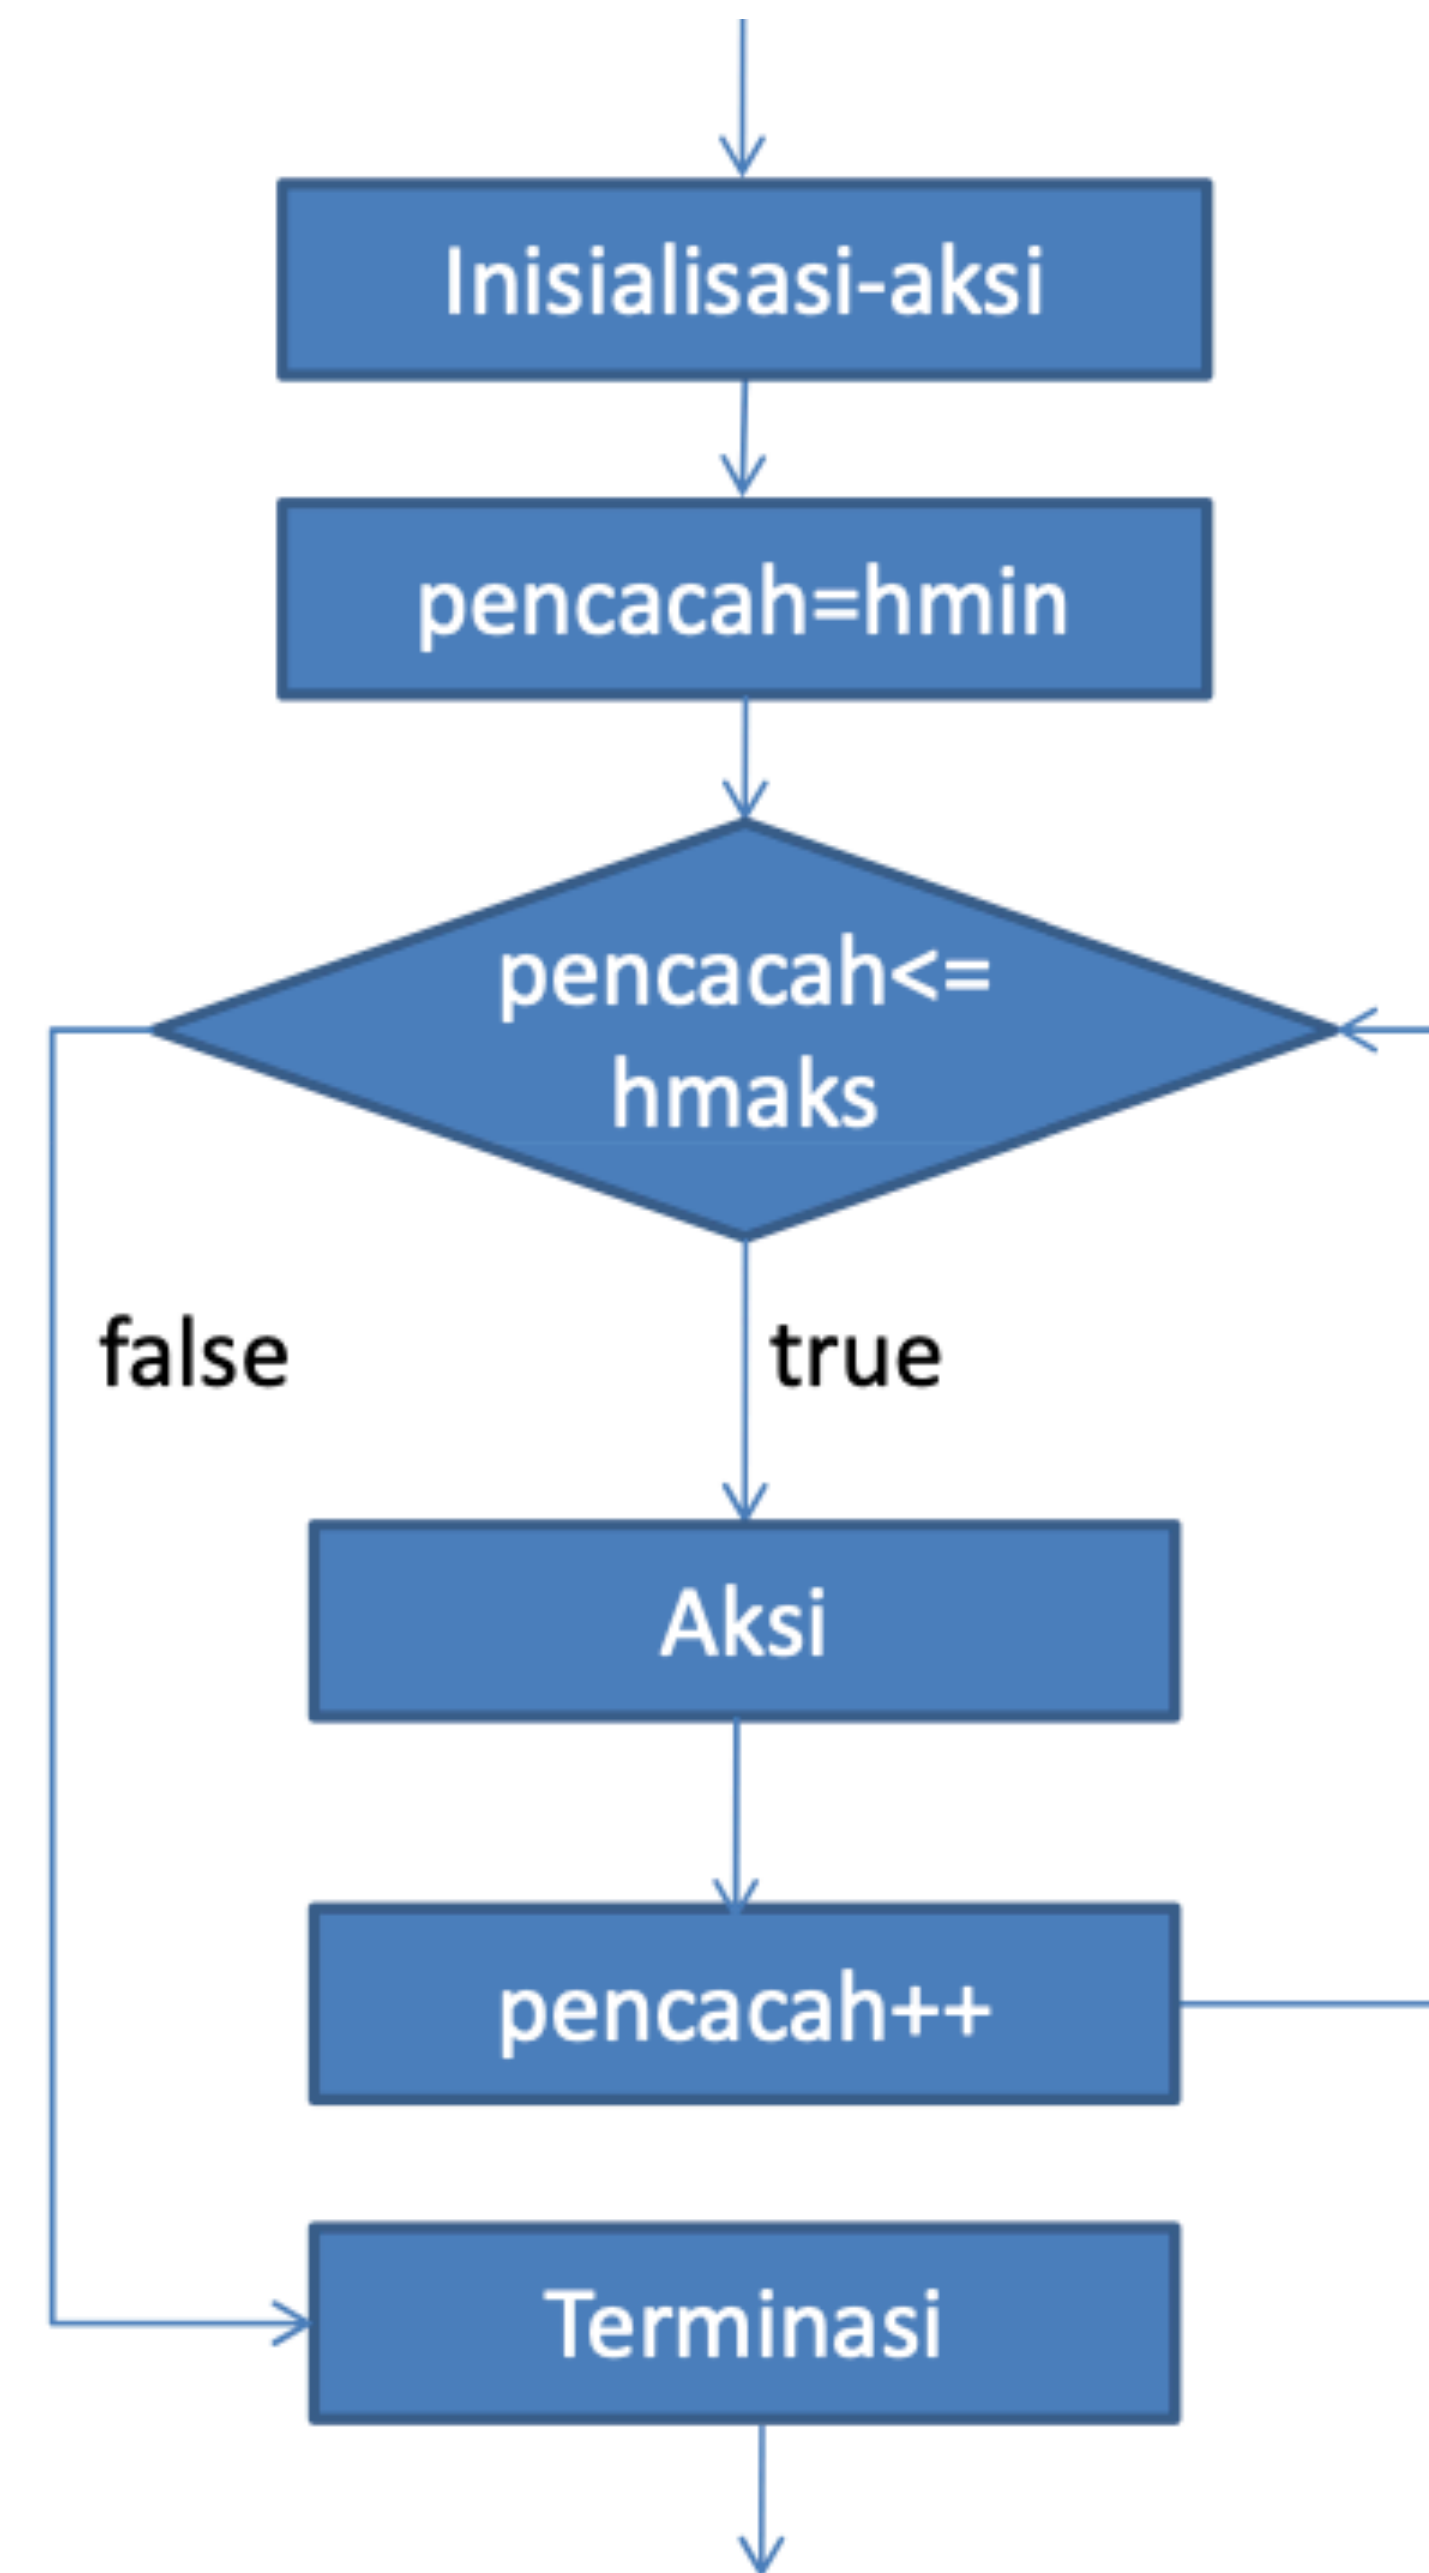 Inisialisasi-aksi
pencacah=hmin
pencacah<=
hmaks
false
true
Aksi
pencacah++
Terminasi